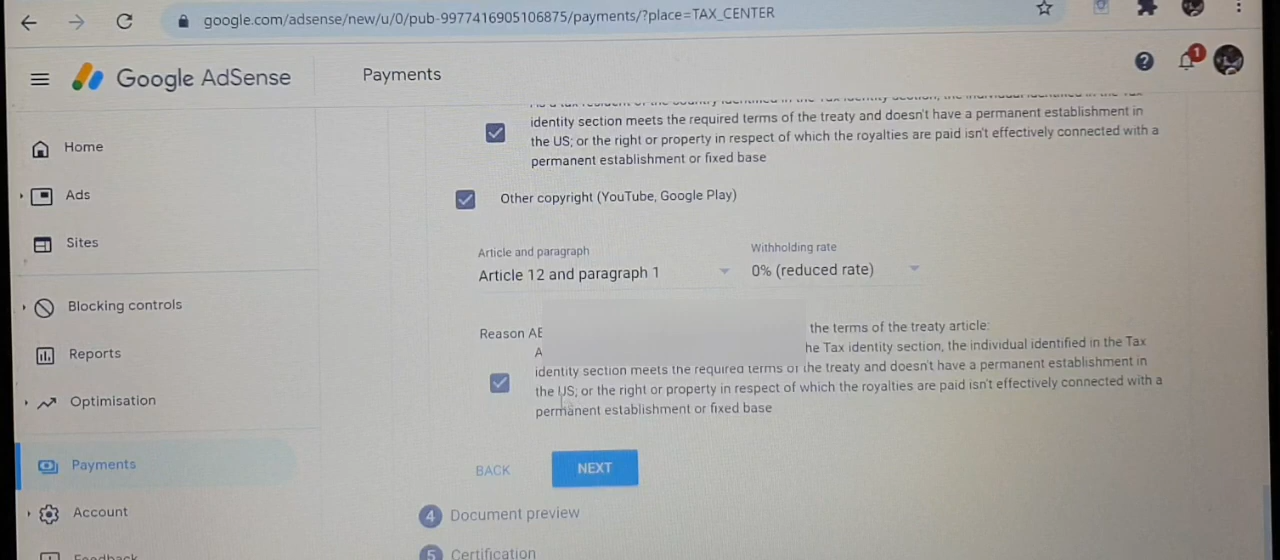 google.com/adsense/new/u/0/pub-9977416905106875/payments/?place=TAX_CENTER
Google AdSense
Payments
?
1
identity section meets the required terms of the treaty and doesn't have a permanent establishment in
the US; or the right or property in respect of which the royalties are paid isn't effectively connected with a
permanent establishment or fixed base
Home
Ads
Sites
Blocking controls
Reports
Optimisation
Payments
Account
Feedback
Other copyright (YouTube, Google Play)
Article and paragraph
Withholding rate
Article 12 and paragraph 1
0% (reduced rate)
Reason
the terms of the treaty article:
he Tax identity section, the individual identified in the Tax
identity section meets the required terms of the treaty and doesn't have a permanent establishment in
the US; or the right or property in respect of which the royalties are paid isn't effectively connected with a
permanent establishment or fixed base
BACK
NEXT
4 Document preview
5 Certification